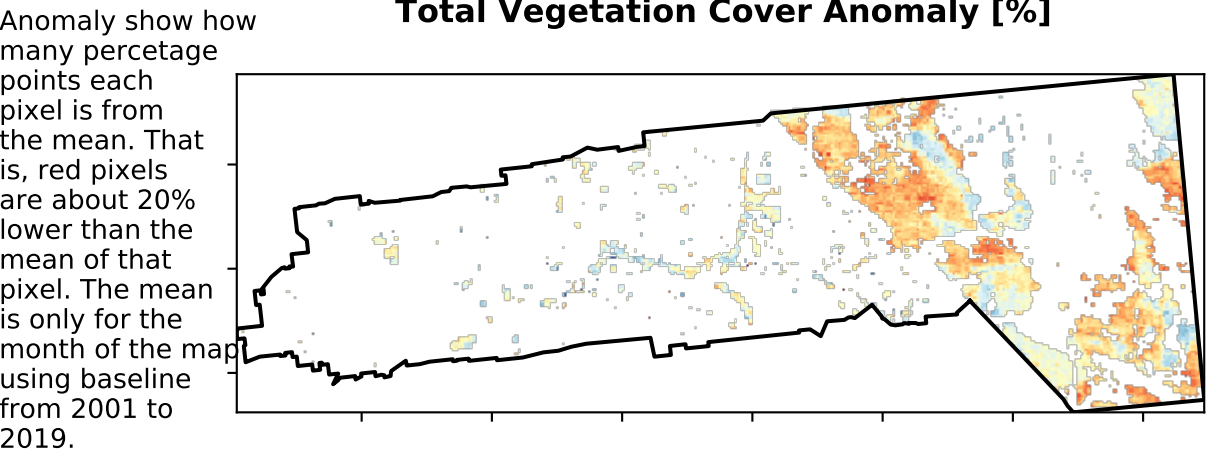 Total Vegetation Cover Anomaly [%]
Anomaly show how
many percetage
points each
pixel is from
the mean. That
is, red pixels
are about 20%
lower than the
mean of that
pixel. The mean
is only for the
month of the map
using baseline
from 2001 to
2019.